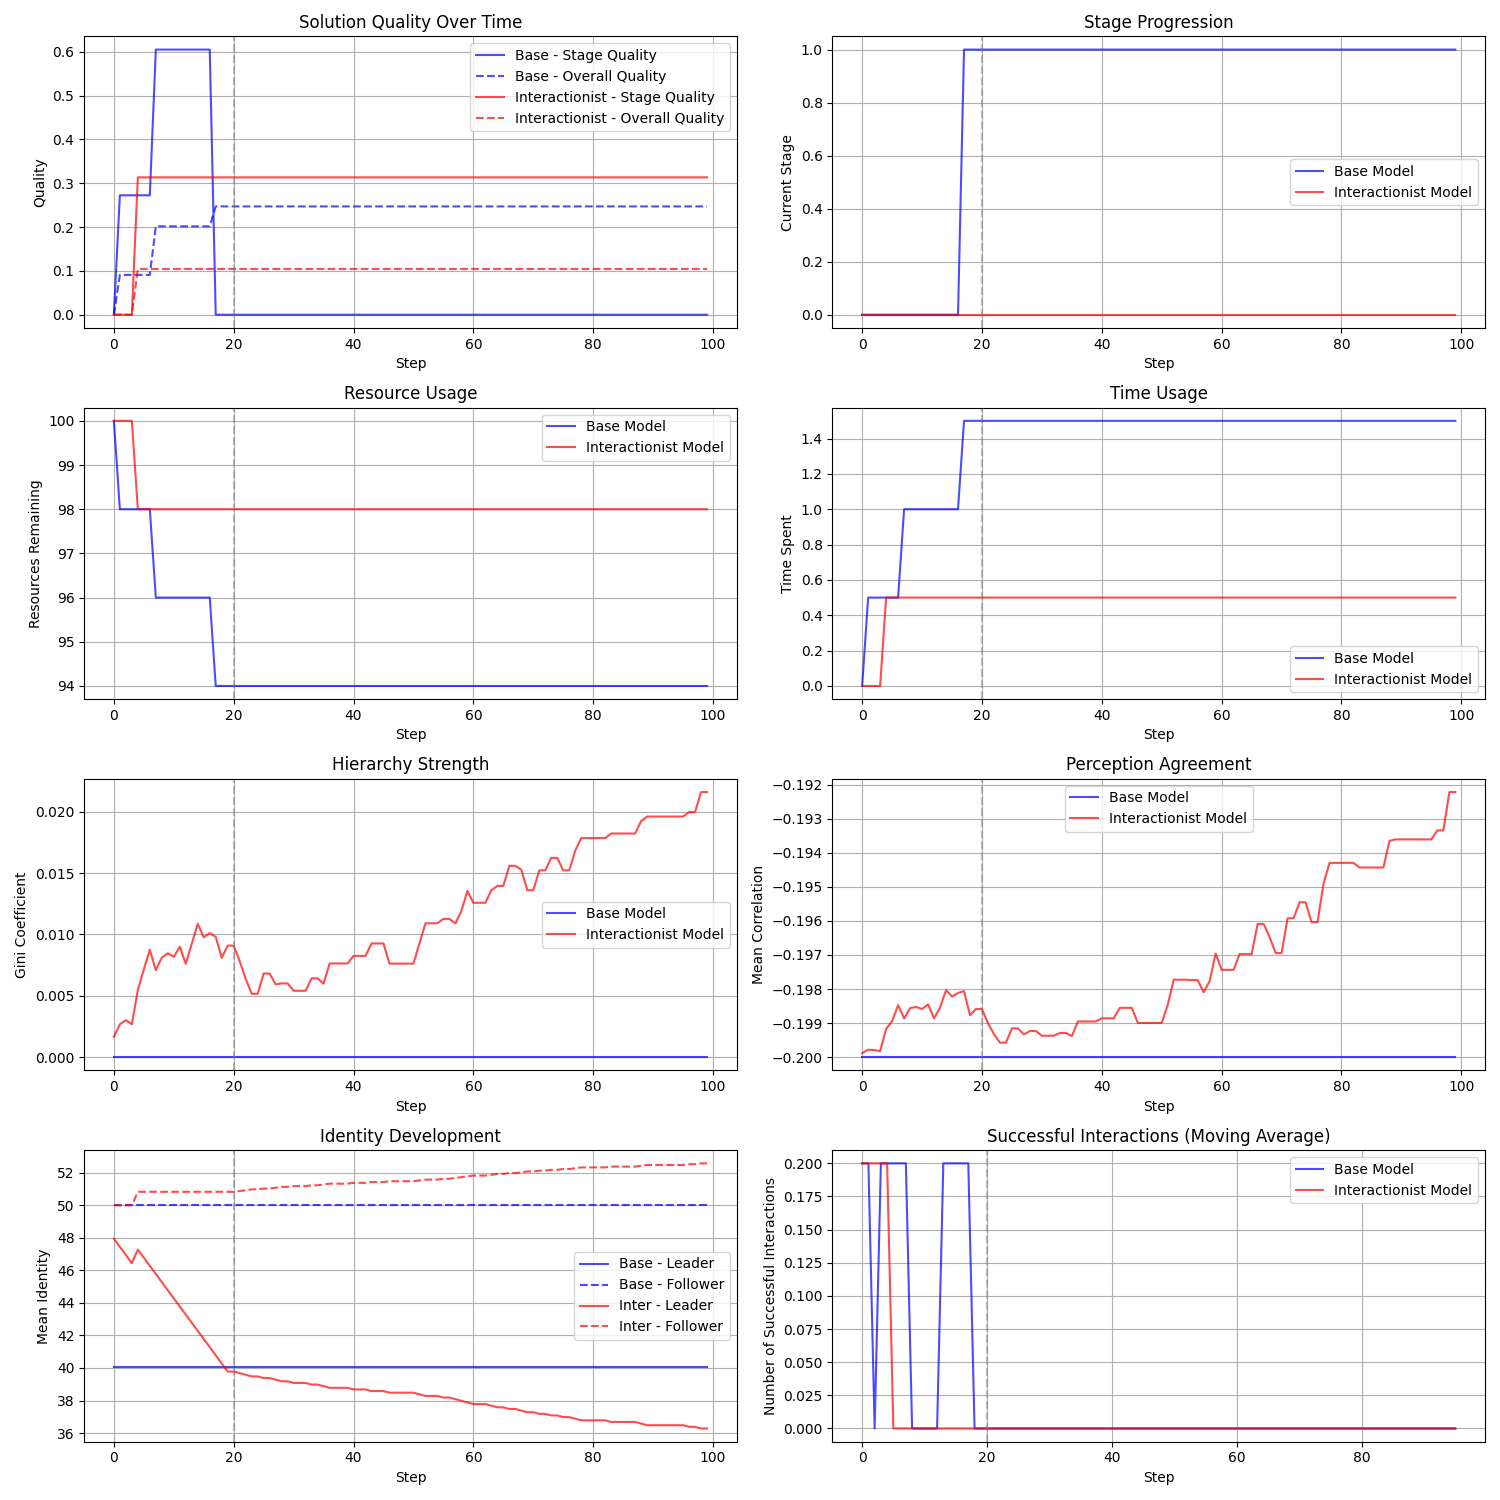 Solution Quality Over Time
Quality
0.6
0.5
0.4
0.3
0.2
0.1
0.0
0 20 40 60 80 100
Step
Base - Stage Quality
Base - Overall Quality
Interactionist - Stage Quality
Interactionist - Overall Quality
Stage Progression
Current Stage
1.0
0.8
0.6
0.4
0.2
0.0
0 20 40 60 80 100
Step
Base Model
Interactionist Model
Resource Usage
Resources Remaining
100
99
98
97
96
95
94
0 20 40 60 80 100
Step
Base Model
Interactionist Model
Time Usage
Time Spent
1.4
1.2
1.0
0.8
0.6
0.4
0.2
0.0
0 20 40 60 80 100
Step
Base Model
Interactionist Model
Hierarchy Strength
Gini Coefficient
0.020
0.015
0.010
0.005
0.000
0 20 40 60 80 100
Step
Base Model
Interactionist Model
Perception Agreement
Mean Correlation
−0.192
−0.193
−0.194
−0.195
−0.196
−0.197
−0.198
−0.199
−0.200
0 20 40 60 80 100
Step
Base Model
Interactionist Model
Identity Development
Mean Identity
52
50
48
46
44
42
40
38
36
0 20 40 60 80 100
Step
Base - Leader
Base - Follower
Inter - Leader
Inter - Follower
Successful Interactions (Moving Average)
Number of Successful Interactions
0.200
0.175
0.150
0.125
0.100
0.075
0.050
0.025
0.000
0 20 40 60 80
Step
Base Model
Interactionist Model